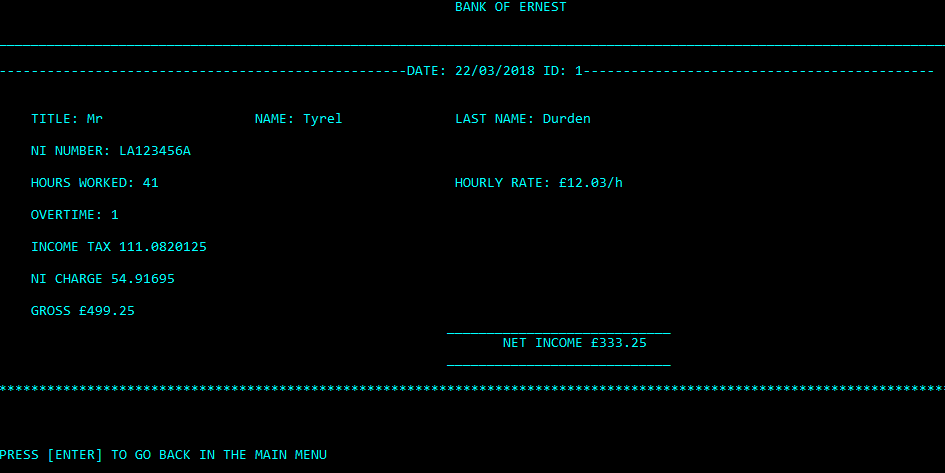 BANK OF ERNEST
DATE: 22/03/2018 ID: 1
TITLE: Mr NAME: Tyrel LAST NAME: Durden
NI NUMBER: LA123456A
HOURS WORKED: 41 HOURLY RATE: £12.03/h
OVERTIME: 1
INCOME TAX 111.0820125
NI CHARGE 54.91695
GROSS £499.25
NET INCOME £333.25
PRESS [ENTER] TO GO BACK IN THE MAIN MENU